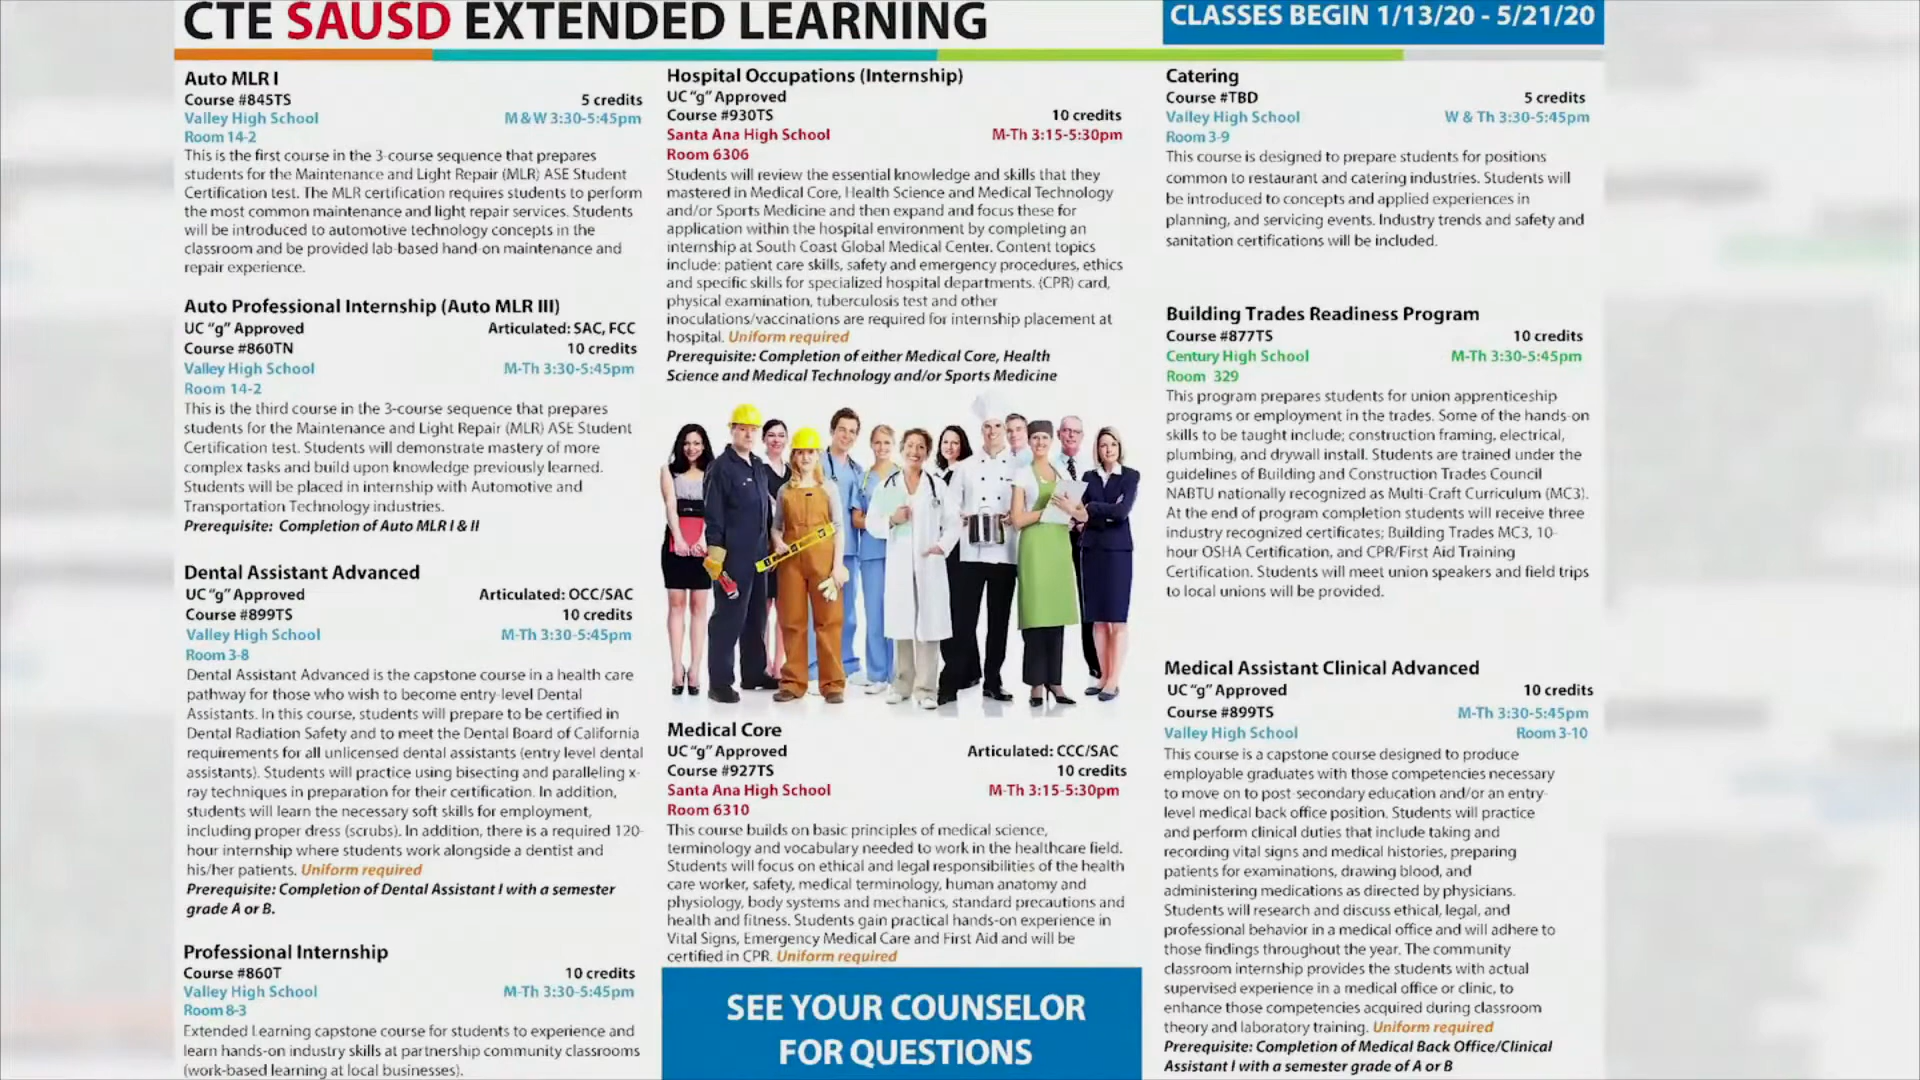 CTE SAUSD EXTENDED LEARNING
CLASSES BEGIN 1/13/20 - 5/21/20
Auto MLR I
Course #845TS 5 credits
Valley High School M & W 3:30-5:45pm
Room 14-2
This is the first course in the 3-course sequence that prepares
students for the Maintenance and Light Repair (MLR) ASE Student
Certification test. The MLR certification requires students to perform
the most common maintenance and light repair services. Students
will be introduced to automotive technology concepts in the
classroom and be provided lab-based hand-on maintenance and
repair experience.
Auto Professional Internship (Auto MLR III)
UC "g" Approved Articulated: SAC, FCC
Course #860TN 10 credits
Valley High School M-Th 3:30-5:45pm
Room 14-2
This is the third course in the 3-course sequence that prepares
students for the Maintenance and Light Repair (MLR) ASE Student
Certification test. Students will demonstrate mastery of more
complex tasks and build upon knowledge previously learned.
Students will be placed in internship with Automotive and
Transportation Technology industries.
Prerequisite: Completion of Auto MLR I & II
Dental Assistant Advanced
UC "g" Approved Articulated: OCC/SAC
Course #899TS 10 credits
Valley High School M-Th 3:30-5:45pm
Room 3-8
Dental Assistant Advanced is the capstone course in a health care
pathway for those who wish to become entry-level Dental
Assistants. In this course, students will prepare to be certified in
Dental Radiation Safety and to meet the Dental Board of California
requirements for all unlicensed dental assistants (entry level dental
assistants). Students will practice using bisecting and paralleling x-
ray techniques in preparation for their certification. In addition,
students will learn the necessary soft skills for employment,
including proper dress (scrubs). In addition, there is a required 120-
hour internship where students work alongside a dentist and
his/her patients. Uniform required
Prerequisite: Completion of Dental Assistant I with a semester
grade A or B.
Professional Internship
Course #860T 10 credits
Valley High School M-Th 3:30-5:45pm
Room 8-3
Extended Learning capstone course for students to experience and
learn hands-on industry skills at partnership community classrooms
(work-based learning at local businesses).
Hospital Occupations (Internship)
UC "g" Approved
Course #930TS 10 credits
Santa Ana High School M-Th 3:15-5:30pm
Room 6306
Students will review the essential knowledge and skills that they
mastered in Medical Core, Health Science and Medical Technology
and/or Sports Medicine and then expand and focus these for
application within the hospital environment by completing an
internship at South Coast Global Medical Center. Content topics
include: patient care skills, safety and emergency procedures, ethics
and specific skills for specialized hospital departments. (CPR) card,
physical examination, tuberculosis test and other
inoculations/vaccinations are required for internship placement at
hospital. Uniform required
Prerequisite: Completion of either Medical Core, Health
Science and Medical Technology and/or Sports Medicine
Medical Core
UC "g" Approved Articulated: CCC/SAC
Course #927TS 10 credits
Santa Ana High School M-Th 3:15-5:30pm
Room 6310
This course builds on basic principles of medical science,
terminology and vocabulary needed to work in the healthcare field.
Students will focus on ethical and legal responsibilities of the health
care worker, safety, medical terminology, human anatomy and
physiology, body systems and mechanics, standard precautions and
health and fitness. Students gain practical hands-on experience in
Vital Signs, Emergency Medical Care and First Aid and will be
certified in CPR. Uniform required
SEE YOUR COUNSELOR
FOR QUESTIONS
Catering
Course #TBD 5 credits
Valley High School W & Th 3:30-5:45pm
Room 3-9
This course is designed to prepare students for positions
common to restaurant and catering industries. Students will
be introduced to concepts and applied experiences in
planning, and servicing events. Industry trends and safety and
sanitation certifications will be included.
Building Trades Readiness Program
Course #877TS 10 credits
Century High School M-Th 3:30-5:45pm
Room 329
This program prepares students for union apprenticeship
programs or employment in the trades. Some of the hands-on
skills to be taught include; construction framing, electrical,
plumbing, and drywall install. Students are trained under the
guidelines of Building and Construction Trades Council
NABTU nationally recognized as Multi-Craft Curriculum (MC3).
At the end of program completion students will receive three
industry recognized certificates; Building Trades MC3, 10-
hour OSHA Certification, and CPR/First Aid Training
Certification. Students will meet union speakers and field trips
to local unions will be provided.
Medical Assistant Clinical Advanced
UC "g" Approved 10 credits
Course #899TS M-Th 3:30-5:45pm
Valley High School Room 3-10
This course is a capstone course designed to produce
employable graduates with those competencies necessary
to move on to post-secondary education and/or an entry-
level medical back office position. Students will practice
and perform clinical duties that include taking and
recording vital signs and medical histories, preparing
patients for examinations, drawing blood, and
administering medications as directed by physicians.
Students will research and discuss ethical, legal, and
professional behavior in a medical office and will adhere to
those findings throughout the year. The community
classroom internship provides the students with actual
supervised experience in a medical office or clinic, to
enhance those competencies acquired during classroom
theory and laboratory training. Uniform required
Prerequisite: Completion of Medical Back Office/Clinical
Assistant I with a semester grade of A or B